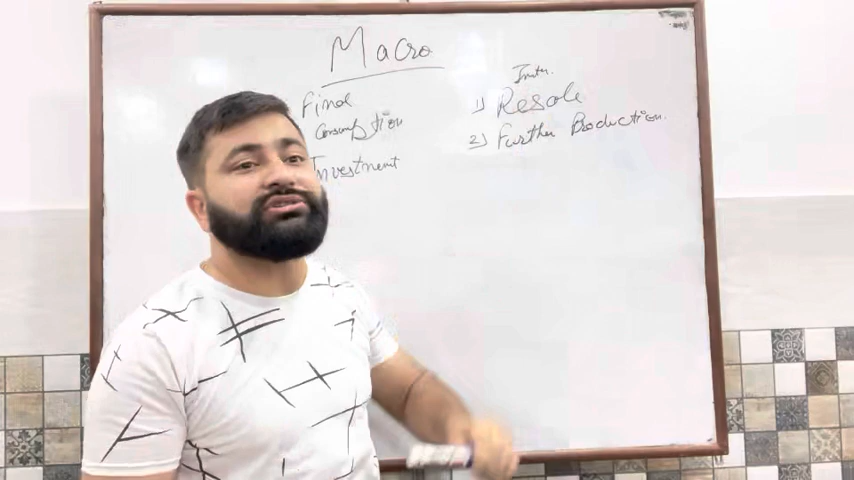 Macro
Final
Consumption
Investment
Inter.
1) Resale
2) Further Production.